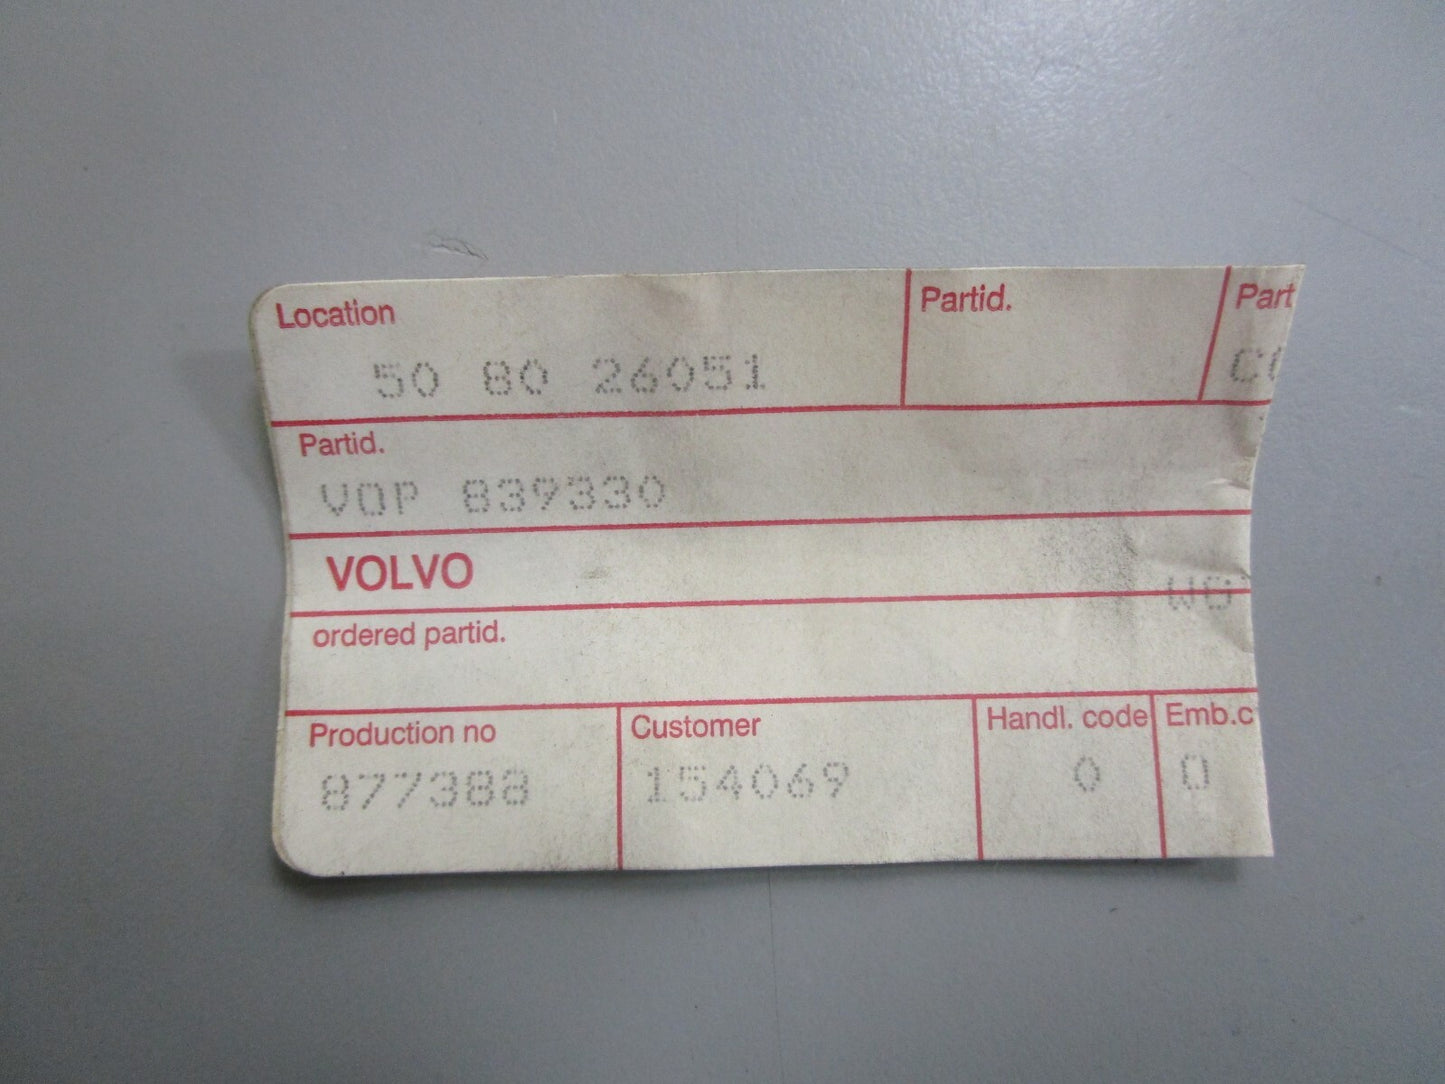 Location Partid. Part
50 80 26051
Partid.
VOP 839330
VOLVO
ordered partid.
Production no Customer Handl. code Emb.c
877388 154069 0 0